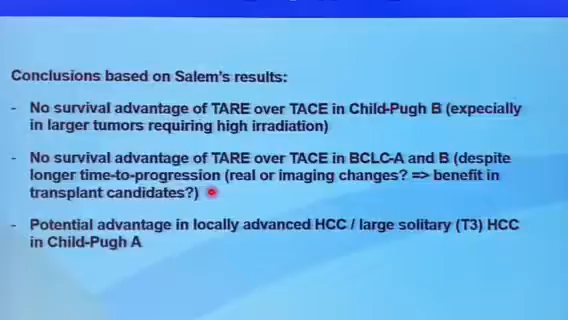 Conclusions based on Salem's results:
- No survival advantage of TARE over TACE in Child-Pugh B (expecially
in larger tumors requiring high irradiation)
- No survival advantage of TARE over TACE in BCLC-A and B (despite
longer time-to-progression (real or imaging changes? => benefit in
transplant candidates?)
- Potential advantage in locally advanced HCC / large solitary (T3) HCC
in Child-Pugh A